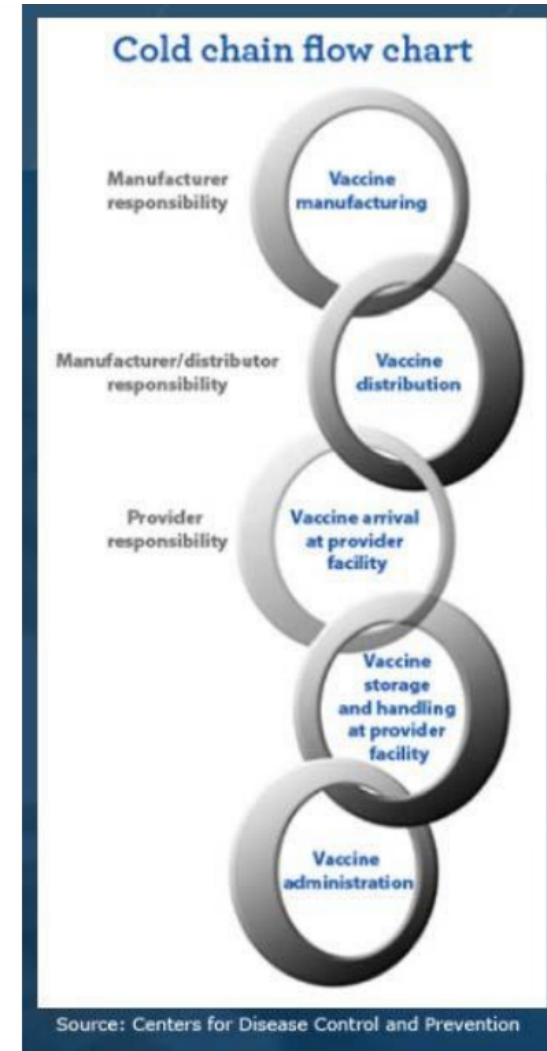 Cold chain flow chart
Manufacturer
responsibility
Vaccine
manufacturing
Manufacturer/distributor
responsibility
Vaccine
distribution
Provider
responsibility
Vaccine arrival
at provider
facility
Vaccine
storage
and handling
at provider
facility
Vaccine
administration
Source: Centers for Disease Control and Prevention